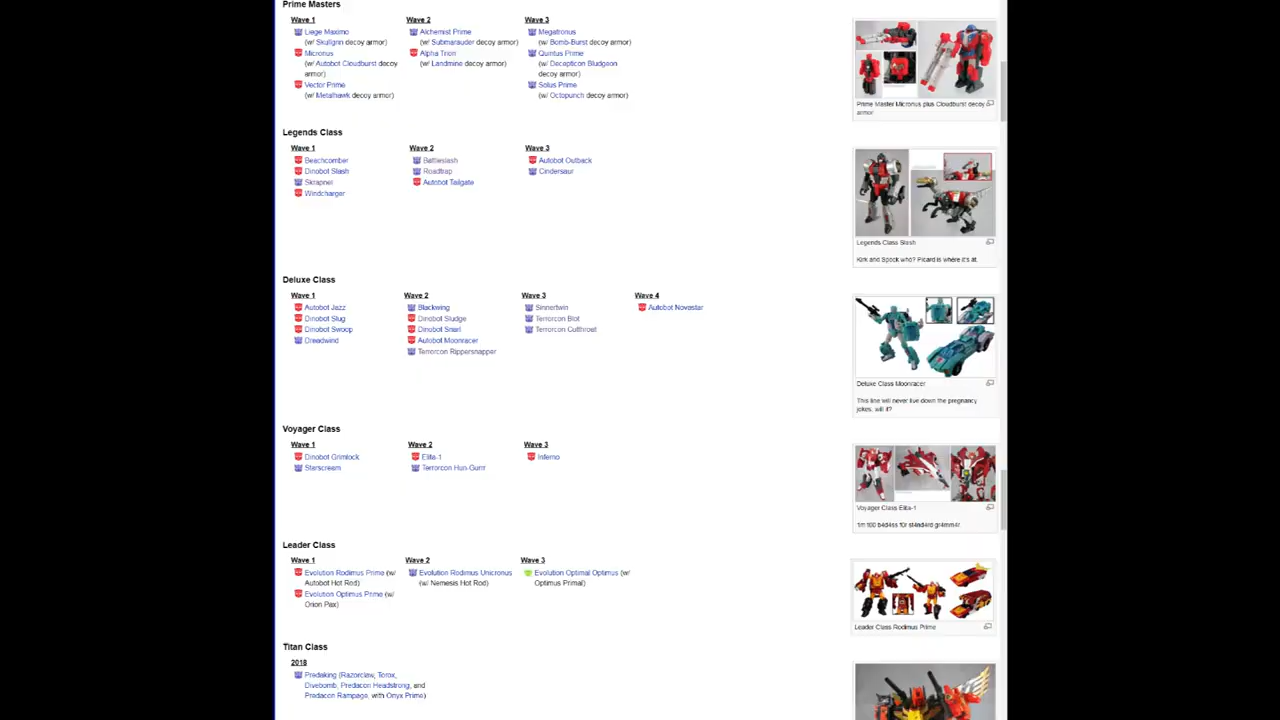 Prime Masters
Wave 1
Liege Maximo
(w/ Skullgrin decoy armor)
Micronus
(w/ Autobot Cloudburst decoy
armor)
Vector Prime
(w/ Metalhawk decoy armor)
Wave 2
Alchemist Prime
(w/ Submarauder decoy armor)
Alpha Trion
(w/ Landmine decoy armor)
Wave 3
Megatronus
(w/ Bomb-Burst decoy armor)
Quintus Prime
(w/ Decepticon Bludgeon
decoy armor)
Solus Prime
(w/ Octopunch decoy armor)
Prime Master Micronus plus Cloudburst decoy
armor
Legends Class
Wave 1
Beachcomber
Dinobot Slash
Skrapnel
Windcharger
Wave 2
Battleslash
Roadtrap
Autobot Tailgate
Wave 3
Autobot Outback
Cindersaur
Legends Class Slash
Kirk and Spock who? Picard is where it's at.
Deluxe Class
Wave 1
Autobot Jazz
Dinobot Slug
Dinobot Swoop
Dreadwind
Wave 2
Blackwing
Dinobot Sludge
Dinobot Snarl
Autobot Moonracer
Terrorcon Rippersnapper
Wave 3
Sinnertwin
Terrorcon Blot
Terrorcon Cutthroat
Wave 4
Autobot Novastar
Deluxe Class Moonracer
This line will never live down the pregnancy
jokes, will it?
Voyager Class
Wave 1
Dinobot Grimlock
Starscream
Wave 2
Elita-1
Terrorcon Hun-Gurrr
Wave 3
Inferno
Voyager Class Elita-1
Leader Class
Wave 1
Evolution Rodimus Prime (w/
Autobot Hot Rod)
Evolution Optimus Prime (w/
Orion Pax)
Wave 2
Evolution Rodimus Unicronus
(w/ Nemesis Hot Rod)
Wave 3
Evolution Optimal Optimus (w/
Optimus Primal)
Leader Class Rodimus Prime
Titan Class
2018
Predaking (Razorclaw, Torox,
Divebomb, Predacon Headstrong, and
Predacon Rampage, with Onyx Prime)